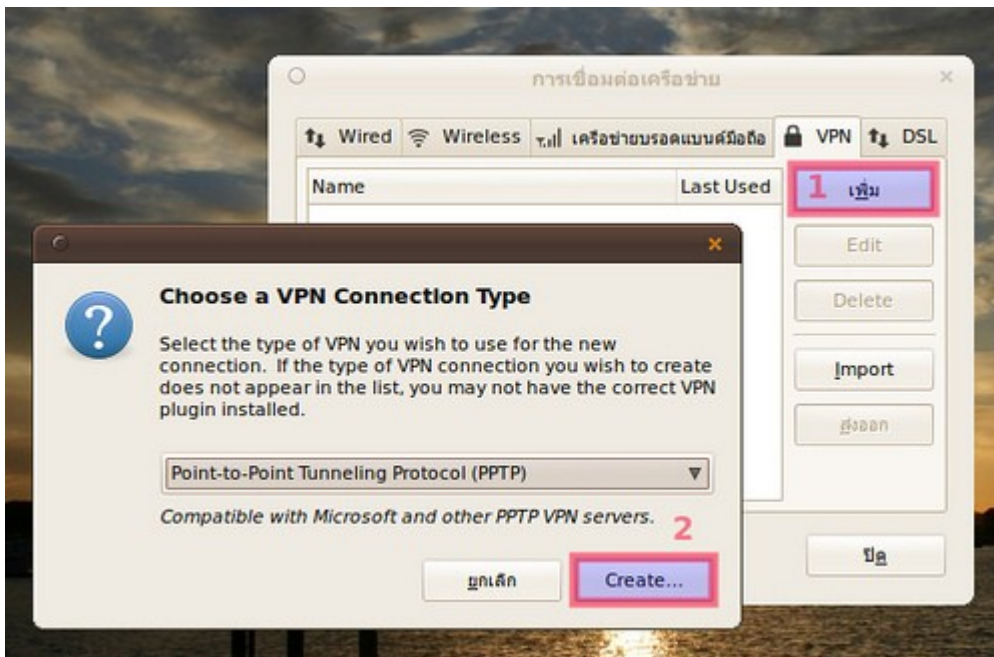 การเชื่อมต่อเครือข่าย
Wired Wireless เครือข่ายบรอดแบนด์มือถือ VPN DSL
Name Last Used
1 เพิ่ม
Edit
Delete
Import
ส่งออก
ปิด
Choose a VPN Connection Type
Select the type of VPN you wish to use for the new
connection. If the type of VPN connection you wish to create
does not appear in the list, you may not have the correct VPN
plugin installed.
Point-to-Point Tunneling Protocol (PPTP)
Compatible with Microsoft and other PPTP VPN servers.
2
ยกเลิก Create...